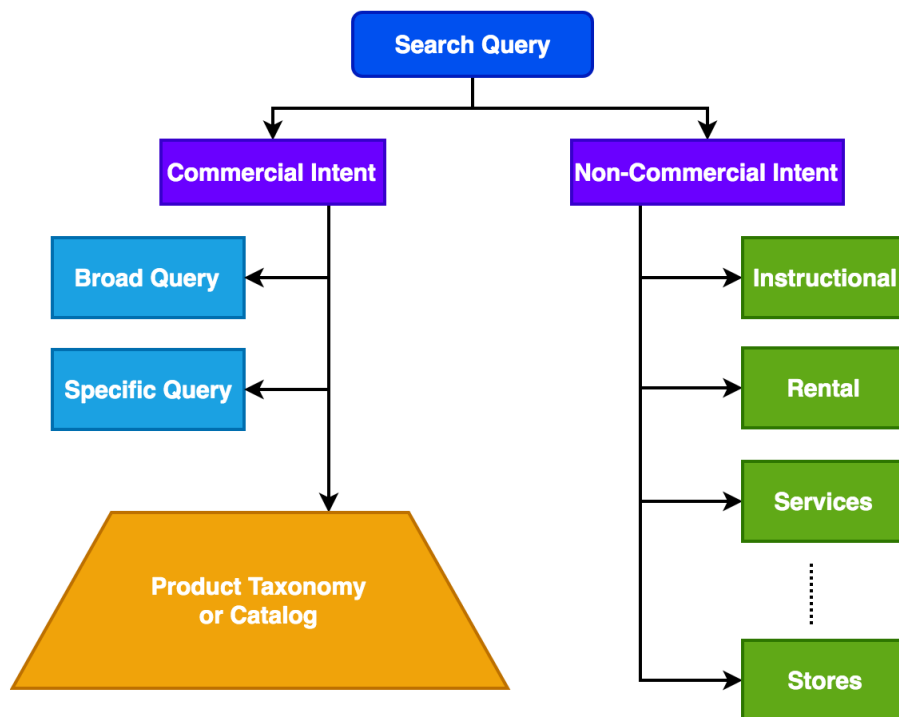 Search Query
Commercial Intent
Non-Commercial Intent
Broad Query
Instructional
Specific Query
Rental
Services
Product Taxonomy
or Catalog
Stores